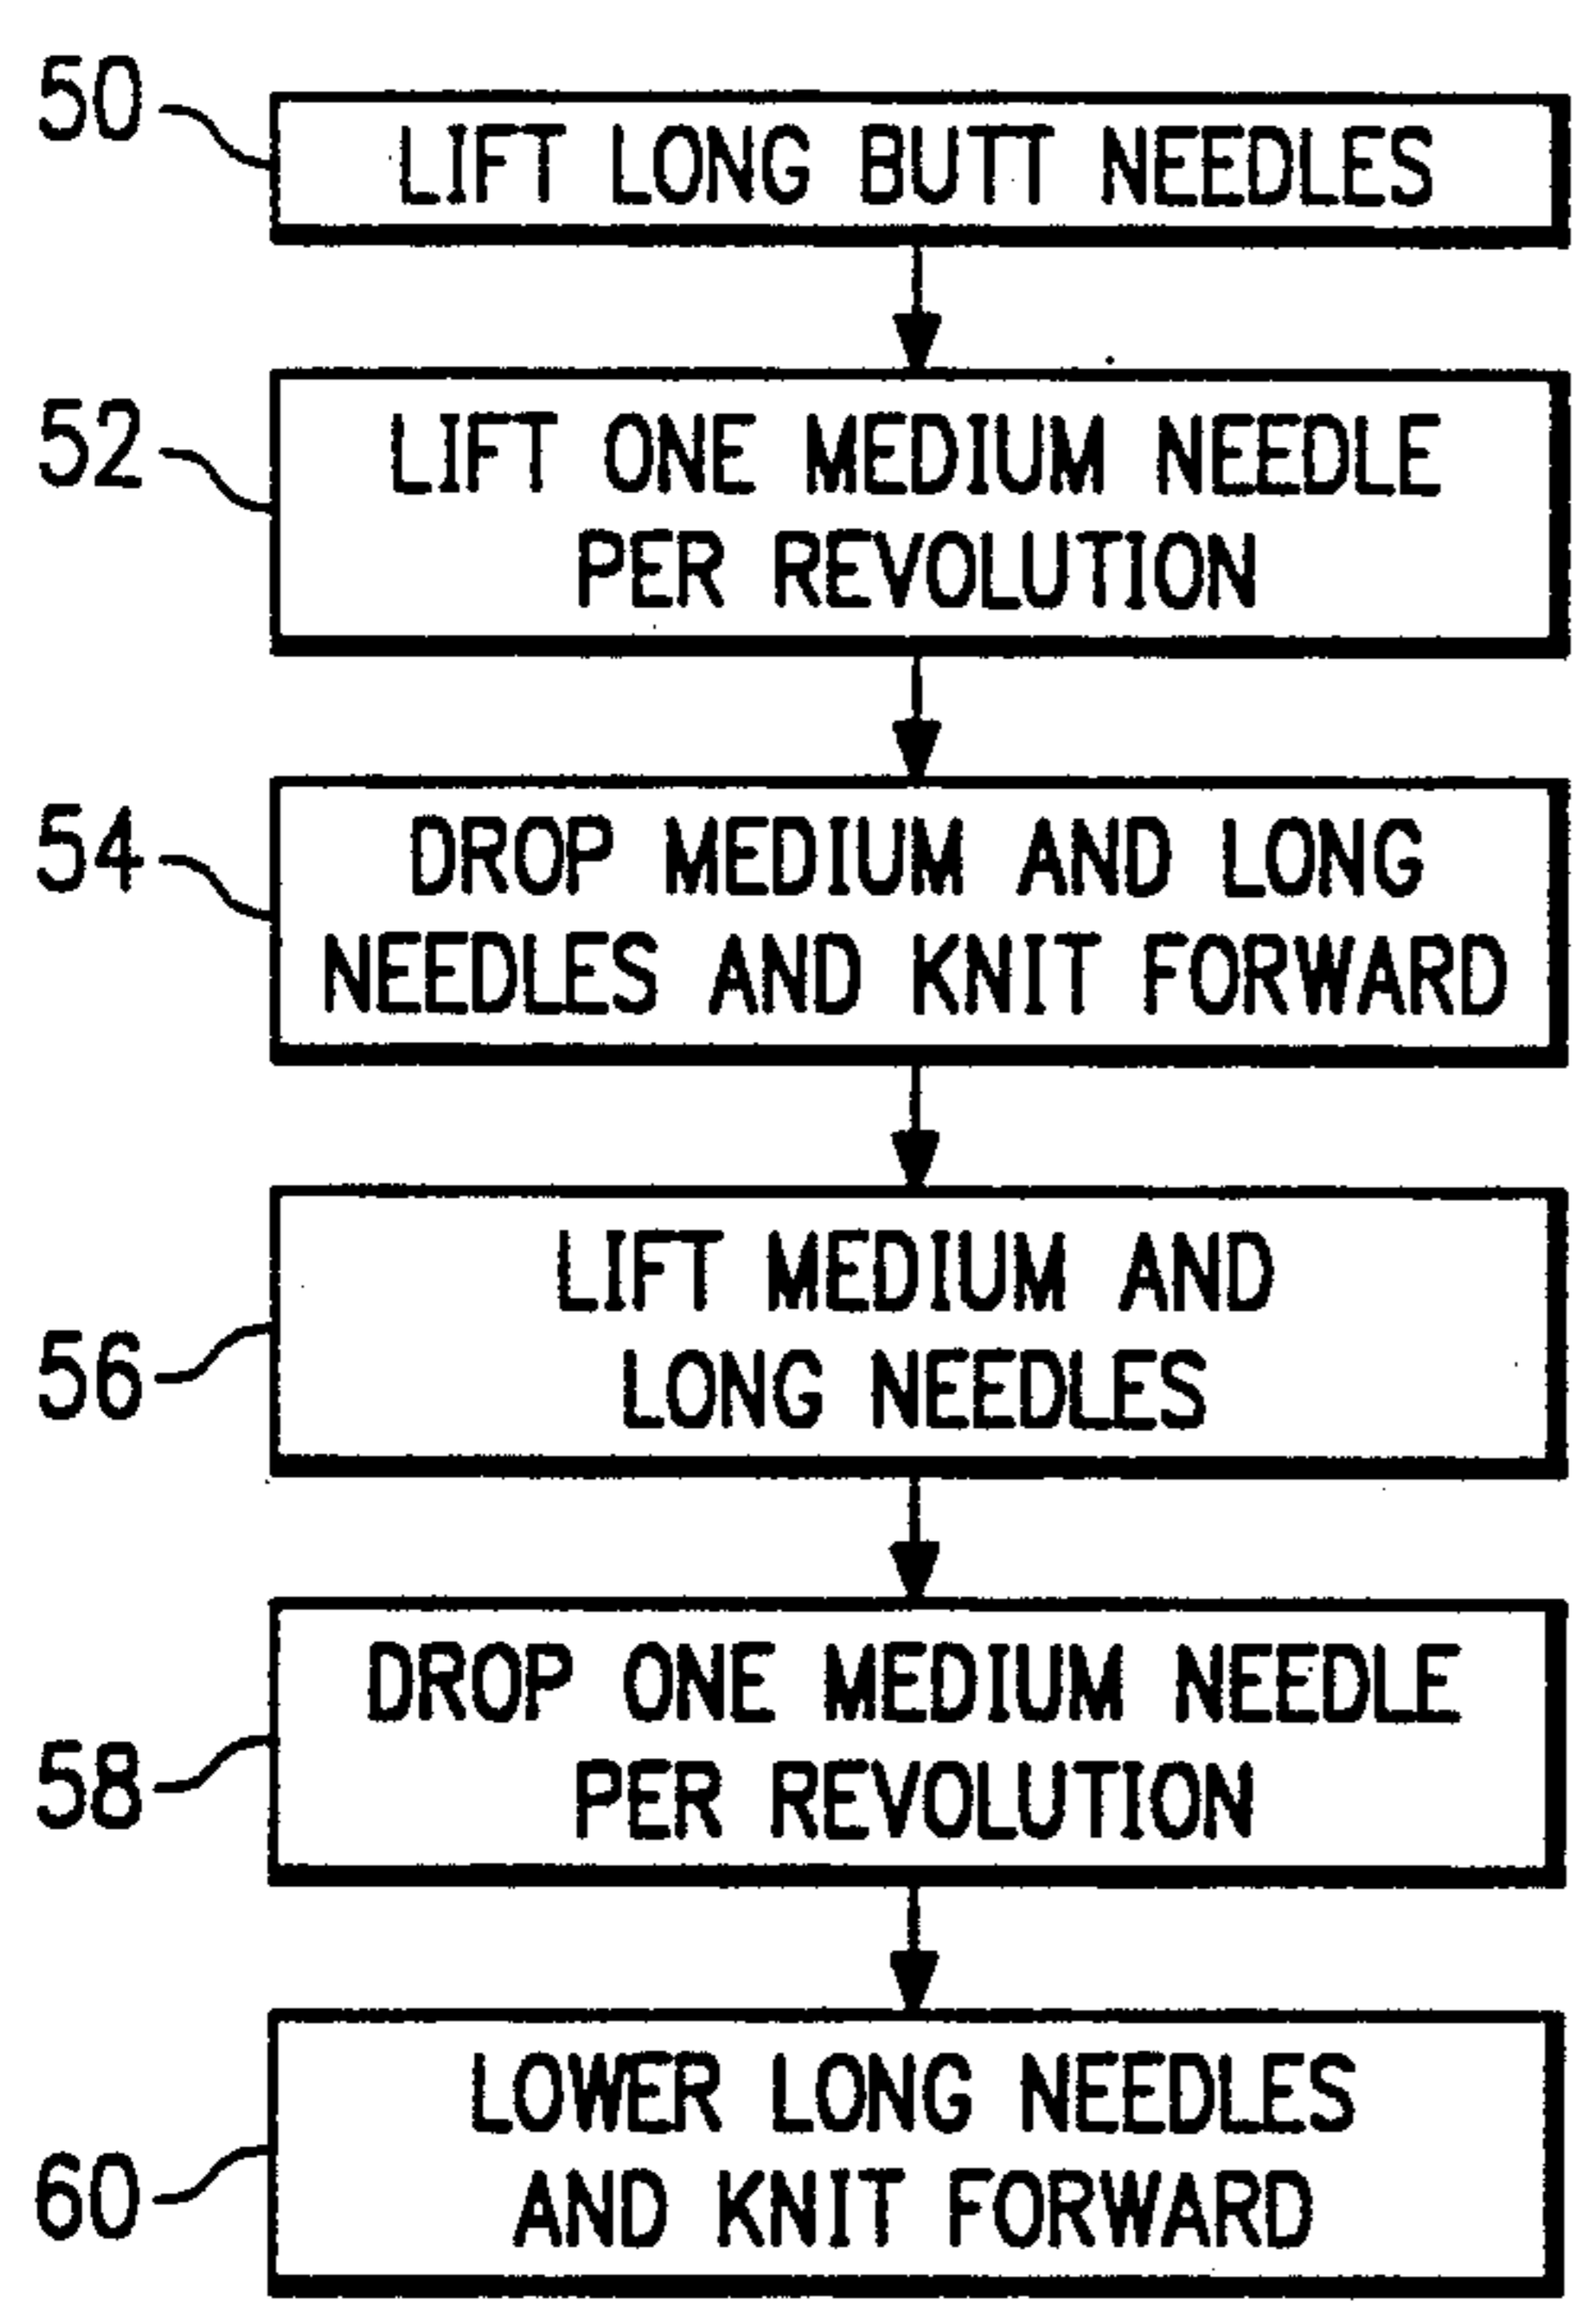 50
LIFT LONG BUTT NEEDLES
52
LIFT ONE MEDIUM NEEDLE
PER REVOLUTION
54
DROP MEDIUM AND LONG
NEEDLES AND KNIT FORWARD
56
LIFT MEDIUM AND
LONG NEEDLES
58
DROP ONE MEDIUM NEEDLE
PER REVOLUTION
60
LOWER LONG NEEDLES
AND KNIT FORWARD